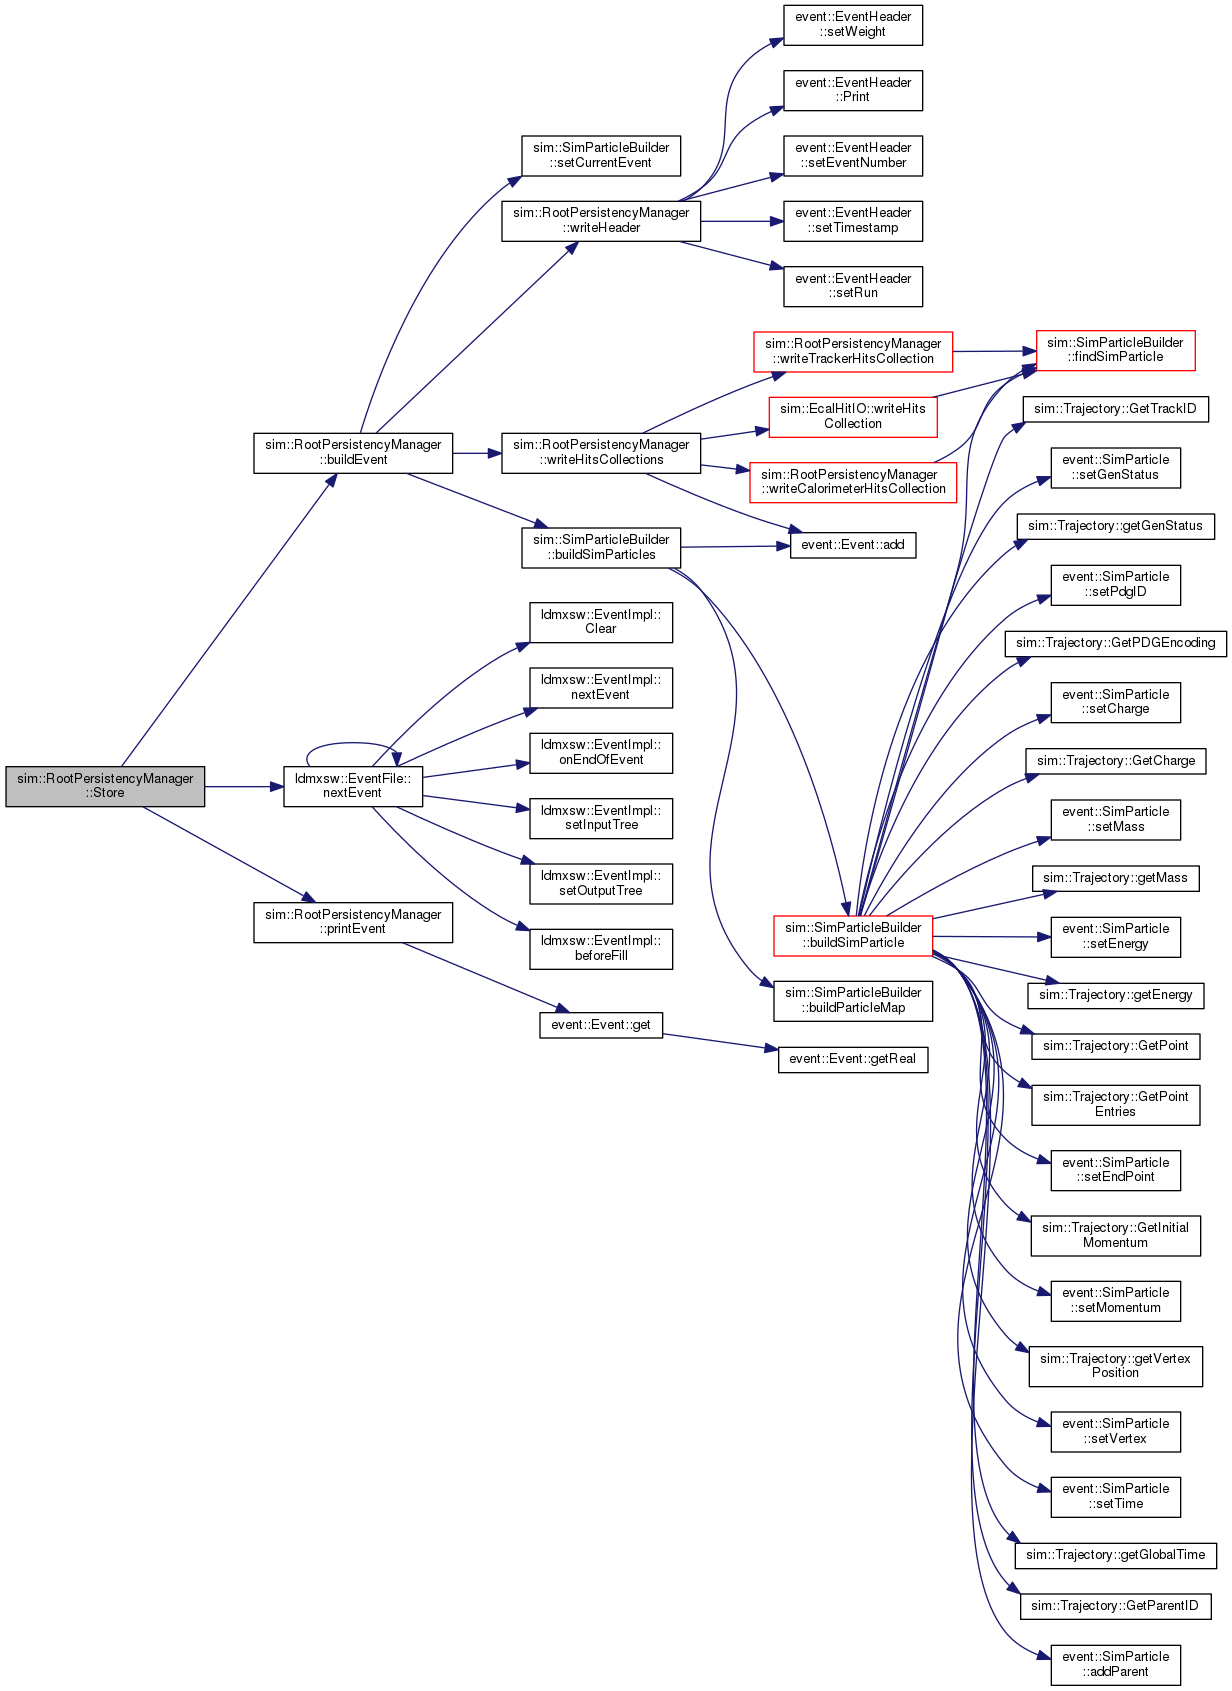 event::EventHeader
::setWeight
event::EventHeader
::Print
sim::SimParticleBuilder
::setCurrentEvent
event::EventHeader
::setEventNumber
sim::RootPersistencyManager
::writeHeader
event::EventHeader
::setTimestamp
event::EventHeader
::setRun
sim::RootPersistencyManager
::writeTrackerHitsCollection
sim::SimParticleBuilder
::findSimParticle
sim::EcalHitIO::writeHits
Collection
sim::Trajectory::GetTrackID
sim::RootPersistencyManager
::buildEvent
sim::RootPersistencyManager
::writeHitsCollections
sim::RootPersistencyManager
::writeCalorimeterHitsCollection
event::SimParticle
::setGenStatus
sim::SimParticleBuilder
::buildSimParticles
event::Event::add
sim::Trajectory::getGenStatus
event::SimParticle
::setPdgID
ldmxsw::EventImpl::
Clear
sim::Trajectory::GetPDGEncoding
ldmxsw::EventImpl::
nextEvent
event::SimParticle
::setCharge
ldmxsw::EventImpl::
onEndOfEvent
sim::Trajectory::GetCharge
sim::RootPersistencyManager
::Store
ldmxsw::EventFile::
nextEvent
ldmxsw::EventImpl::
setInputTree
event::SimParticle
::setMass
ldmxsw::EventImpl::
setOutputTree
sim::Trajectory::getMass
sim::RootPersistencyManager
::printEvent
ldmxsw::EventImpl::
beforeFill
sim::SimParticleBuilder
::buildSimParticle
event::SimParticle
::setEnergy
sim::SimParticleBuilder
::buildParticleMap
sim::Trajectory::getEnergy
event::Event::get
event::Event::getReal
sim::Trajectory::GetPoint
sim::Trajectory::GetPoint
Entries
event::SimParticle
::setEndPoint
sim::Trajectory::GetInitial
Momentum
event::SimParticle
::setMomentum
sim::Trajectory::getVertex
Position
event::SimParticle
::setVertex
event::SimParticle
::setTime
sim::Trajectory::getGlobalTime
sim::Trajectory::GetParentID
event::SimParticle
::addParent